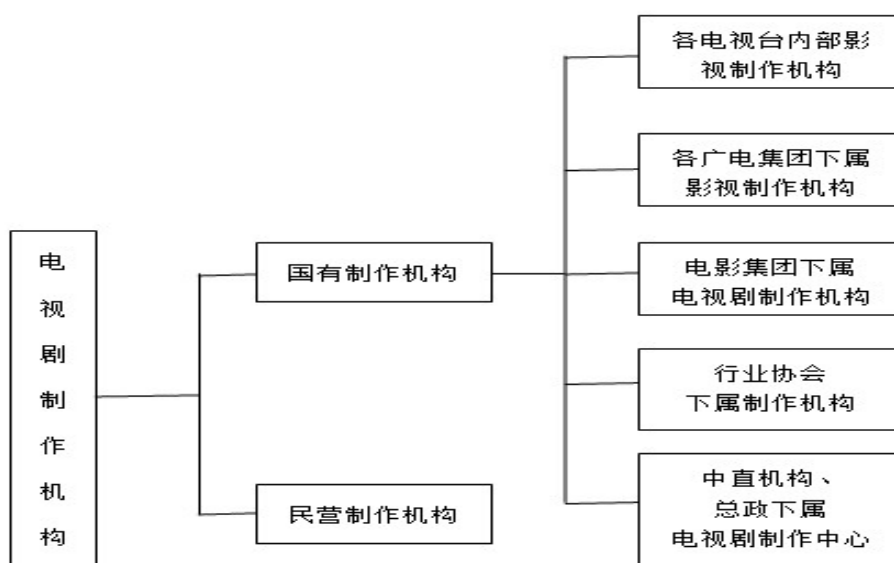 电
视
剧
制
作
机
构
国有制作机构
民营制作机构
各电视台内部影
视制作机构
各广电集团下属
影视制作机构
电影集团下属
电视剧制作机构
行业协会
下属制作机构
中直机构、
总政下属
电视剧制作中心